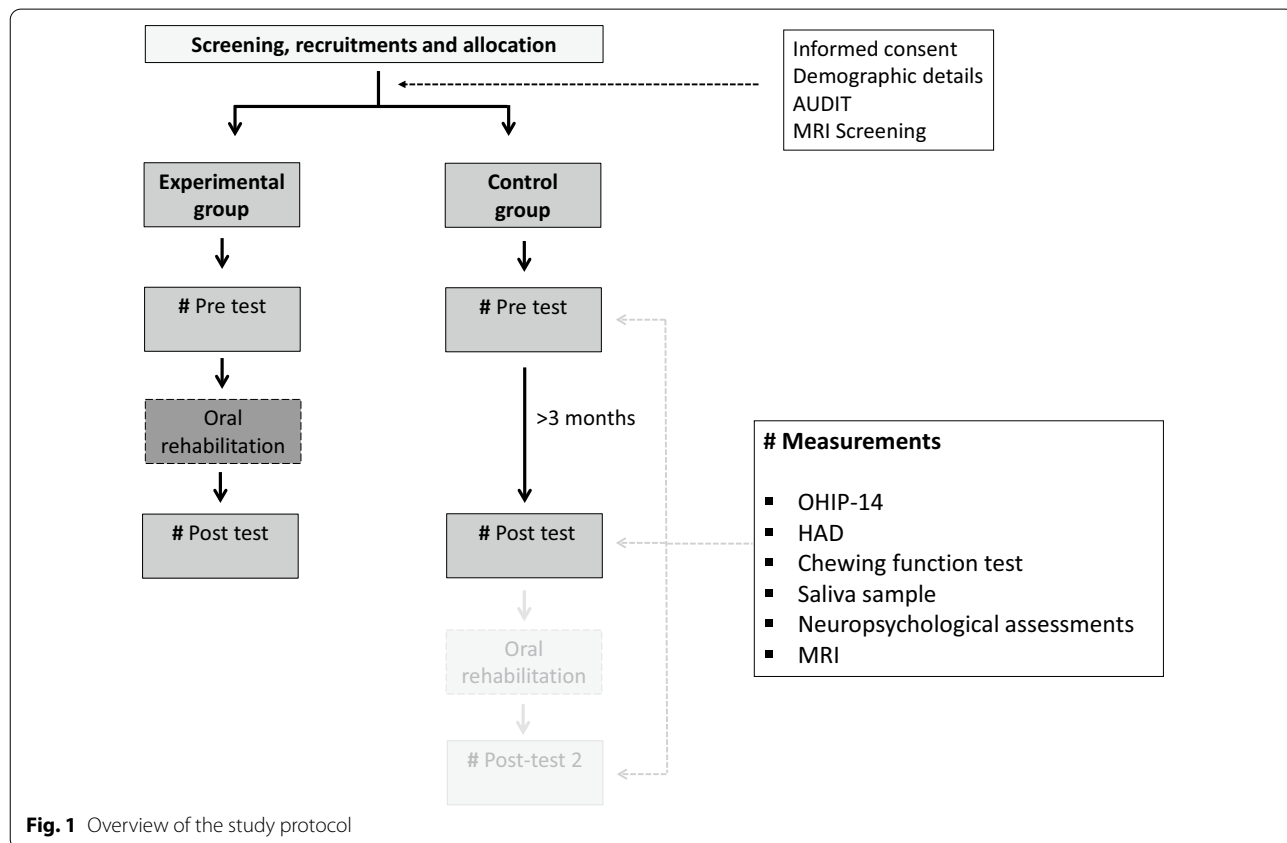 Screening, recruitments and allocation
Informed consent
Demographic details
AUDIT
MRI Screening
Experimental
group
Control
group
# Pre test
# Pre test
Oral
rehabilitation
>3 months
# Post test
# Post test
# Measurements
▪ OHIP-14
▪ HAD
▪ Chewing function test
▪ Saliva sample
▪ Neuropsychological assessments
▪ MRI
Oral
rehabilitation
# Post-test 2
Fig. 1 Overview of the study protocol